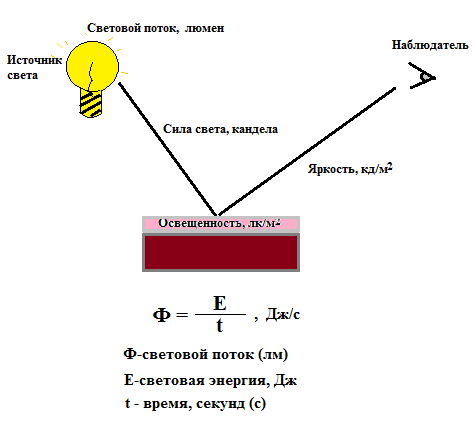 Световой поток, люмен
Источник
света
Наблюдатель
Сила света, кандела
Яркость, кд/м²
Освещенность, лк/м²
Ф = E/t , Дж/с
Ф-световой поток (лм)
Е-световая энергия, Дж
t - время, секунд (с)